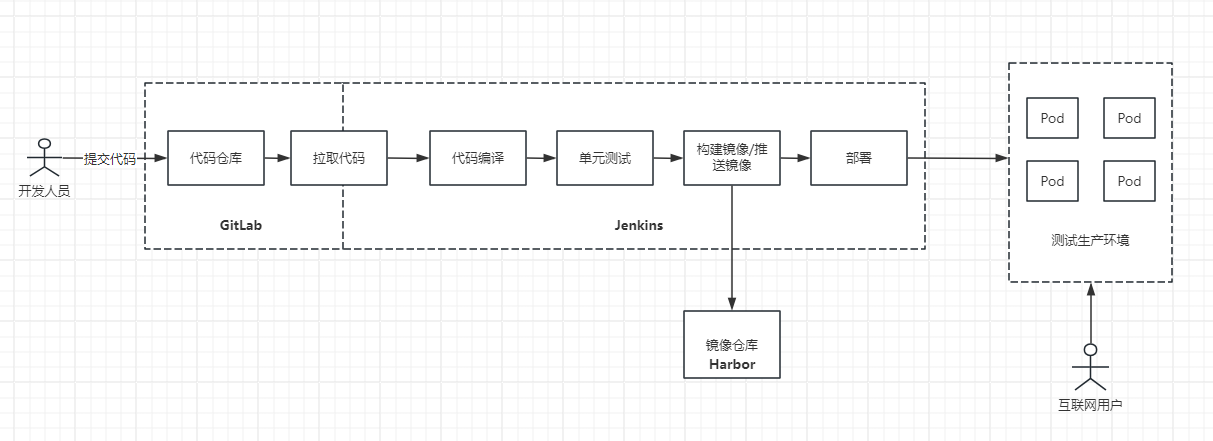 开发人员
提交代码
代码仓库
拉取代码
GitLab
代码编译
单元测试
构建镜像/推
送镜像
部署
Jenkins
镜像仓库
Harbor
Pod
Pod
Pod
Pod
测试生产环境
互联网用户